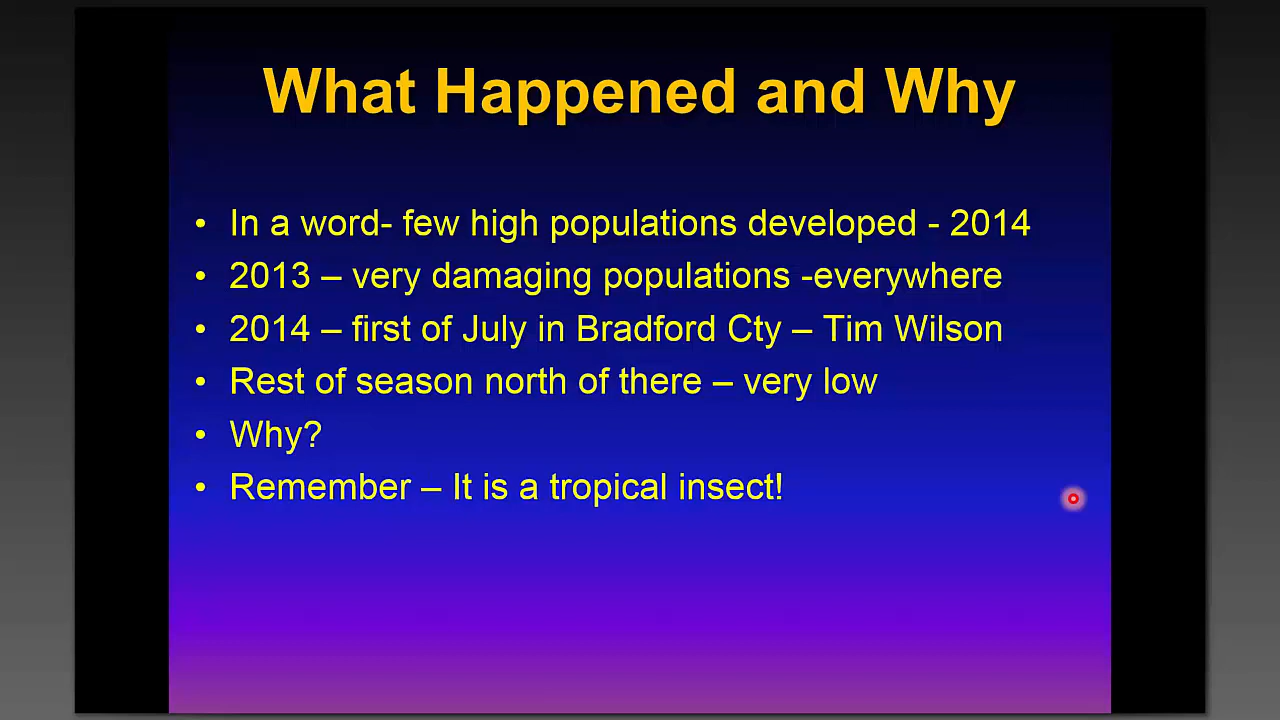 What Happened and Why
• In a word- few high populations developed - 2014
• 2013 – very damaging populations -everywhere
• 2014 – first of July in Bradford Cty – Tim Wilson
• Rest of season north of there – very low
• Why?
• Remember – It is a tropical insect!